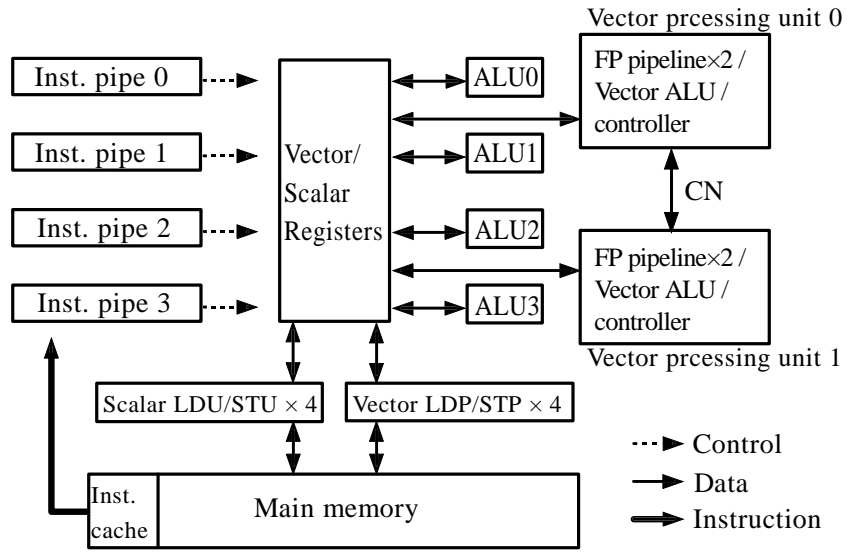 Vector prcessing unit 0
Inst. pipe 0
ALU0
FP pipeline×2 /
Vector ALU /
controller
Inst. pipe 1
Vector/
Scalar
Registers
ALU1
CN
Inst. pipe 2
ALU2
FP pipeline×2 /
Vector ALU /
controller
Inst. pipe 3
ALU3
Vector prcessing unit 1
Scalar LDU/STU × 4
Vector LDP/STP × 4
Control
Data
Instruction
Inst.
cache
Main memory